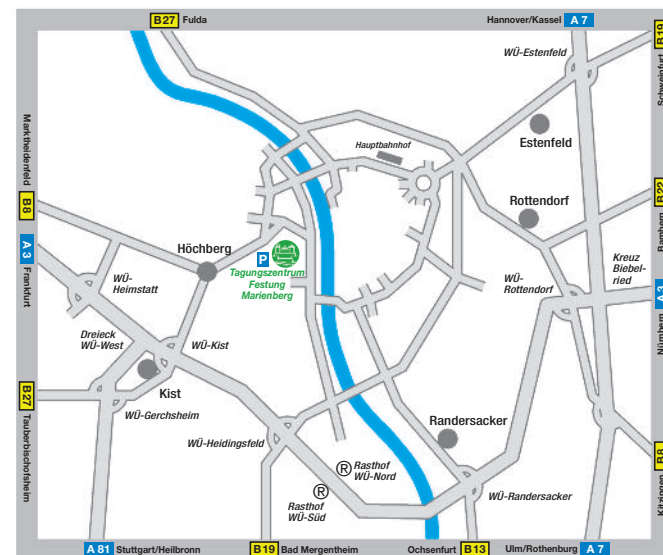 B27 Fulda
Hannover/Kassel A 7
B19
Schweinfurt
WÜ-Estenfeld
Estenfeld
Hauptbahnhof
Marktheidenfeld
B8
A 3
Frankfurt
Rottendorf
B22
Bamberg
Höchberg
P
Tagungszentrum
Festung
Marienberg
WÜ-
Heimstatt
WÜ-
Rottendorf
Kreuz
Biebel-
ried
A 3
Nürnberg
Dreieck
WÜ-West
WÜ-Kist
Kist
B27
Tauberbischofsheim
WÜ-Gerchsheim
WÜ-Heidingsfeld
Randersacker
R
Rasthof
WÜ-Nord
R
Rasthof
WÜ-Süd
WÜ-Randersacker
B8
Kitzingen
A 81 Stuttgart/Heilbronn
B19 Bad Mergentheim
Ochsenfurt B13
Ulm/Rothenburg A 7